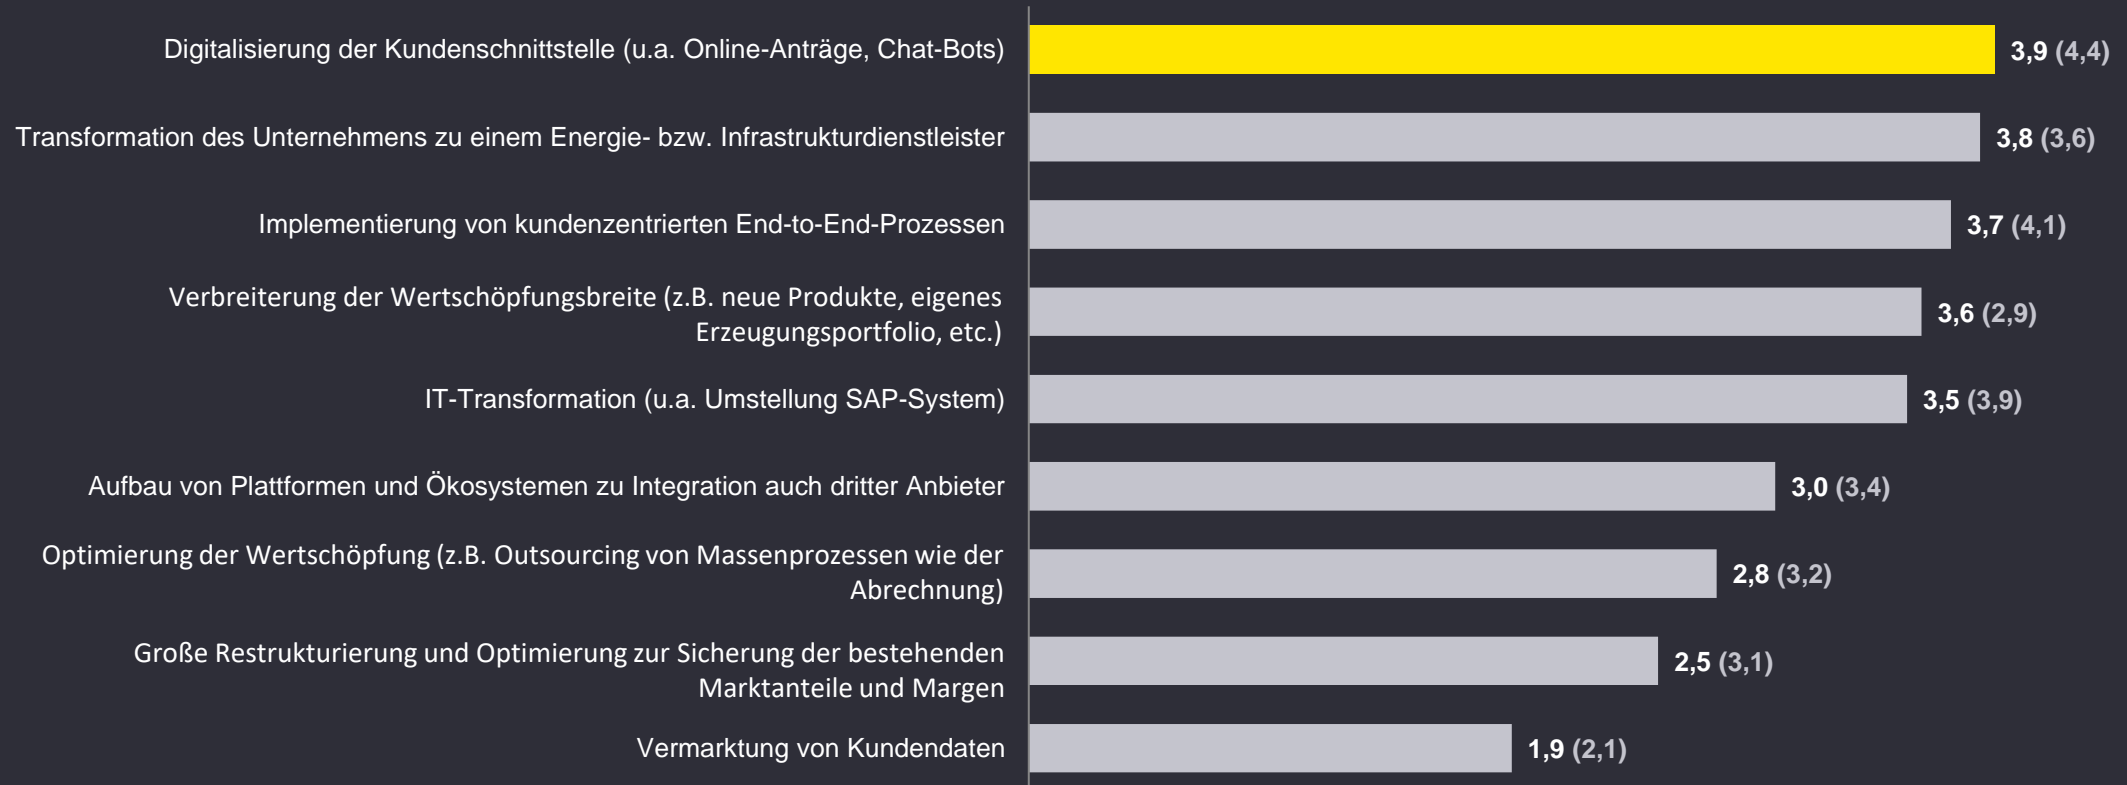 Digitalisierung der Kundenschnittstelle (u.a. Online-Anträge, Chat-Bots) 3,9 (4,4)
Transformation des Unternehmens zu einem Energie- bzw. Infrastrukturdienstleister 3,8 (3,6)
Implementierung von kundenzentrierten End-to-End-Prozessen 3,7 (4,1)
Verbreiterung der Wertschöpfungsbreite (z.B. neue Produkte, eigenes
Erzeugungsportfolio, etc.) 3,6 (2,9)
IT-Transformation (u.a. Umstellung SAP-System) 3,5 (3,9)
Aufbau von Plattformen und Ökosystemen zu Integration auch dritter Anbieter 3,0 (3,4)
Optimierung der Wertschöpfung (z.B. Outsourcing von Massenprozessen wie der
Abrechnung) 2,8 (3,2)
Große Restrukturierung und Optimierung zur Sicherung der bestehenden
Marktanteile und Margen 2,5 (3,1)
Vermarktung von Kundendaten 1,9 (2,1)